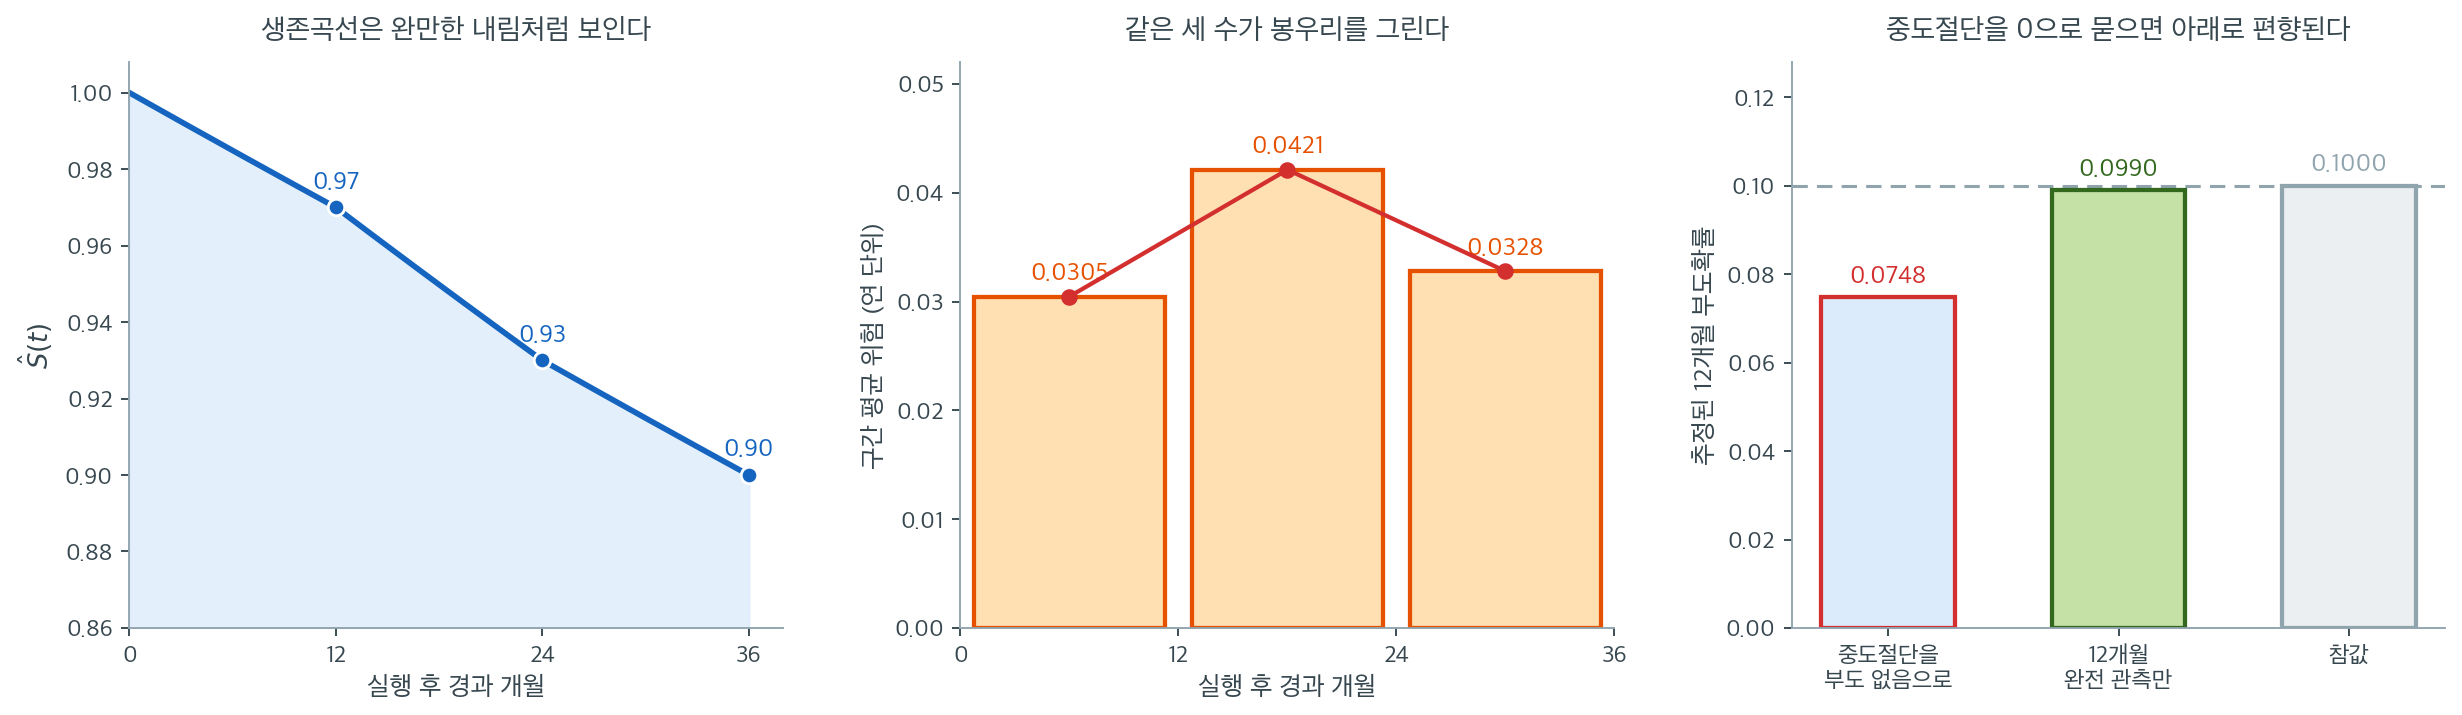 생존곡선은 완만한 내림처럼 보인다
1.00
0.98
0.96
0.94
0.92
0.90
0.88
0.86
Ŝ(t)
0.97
0.93
0.90
0
12
24
36
실행 후 경과 개월
같은 세 수가 봉우리를 그린다
0.05
0.04
0.03
0.02
0.01
0.00
구간 평균 위험 (연 단위)
0.0305
0.0421
0.0328
0
12
24
36
실행 후 경과 개월
중도절단을 0으로 묻으면 아래로 편향된다
0.12
0.10
0.08
0.06
0.04
0.02
0.00
추정된 12개월 부도확률
0.0748
0.0990
0.1000
중도절단을
부도 없음으로
12개월
완전 관측만
참값